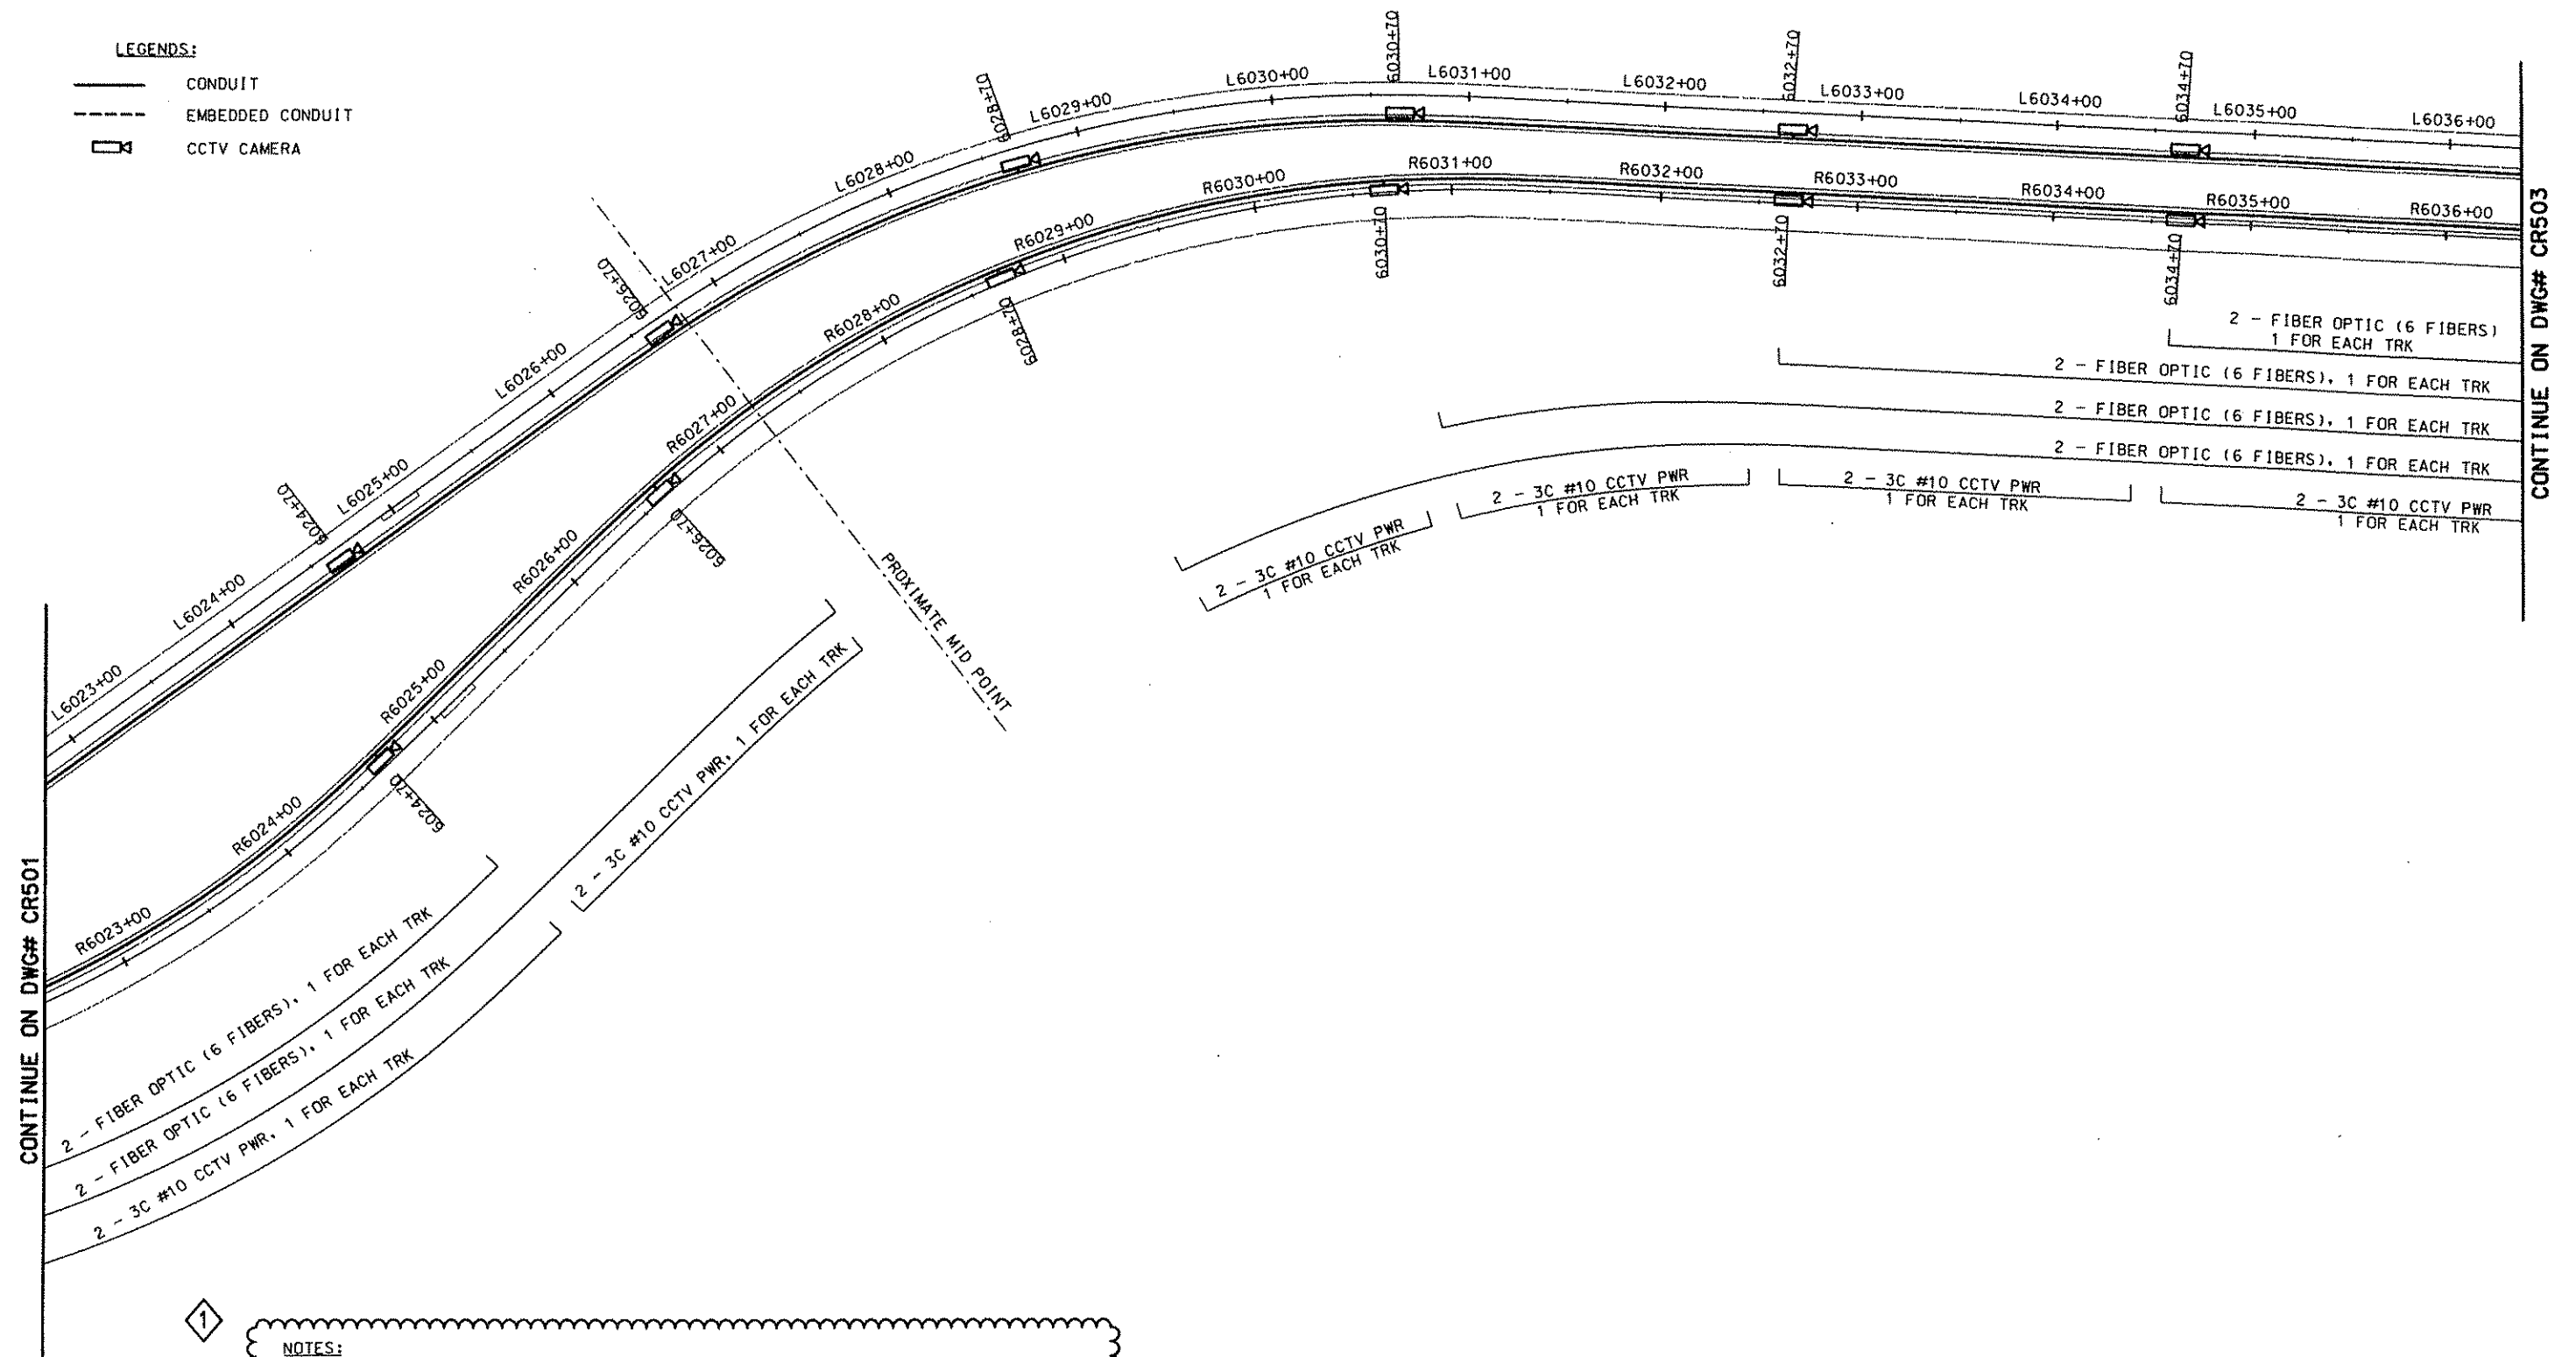 LEGENDS:
CONDUIT
EMBEDDED CONDUIT
CCTV CAMERA
6024+70
6026+70
6028+70
6030+70
6032+70
6034+70
L6023+00
L6024+00
L6025+00
L6026+00
L6027+00
L6028+00
L6029+00
L6030+00
L6031+00
L6032+00
L6033+00
L6034+00
L6035+00
L6036+00
R6023+00
R6024+00
R6025+00
R6026+00
R6027+00
R6028+00
R6029+00
R6030+00
R6031+00
R6032+00
R6033+00
R6034+00
R6035+00
R6036+00
6024+70
6026+70
6028+70
6030+70
6032+70
6034+70
PROXIMATE MID POINT
2 - FIBER OPTIC (6 FIBERS)
1 FOR EACH TRK
2 - FIBER OPTIC (6 FIBERS), 1 FOR EACH TRK
2 - FIBER OPTIC (6 FIBERS), 1 FOR EACH TRK
2 - FIBER OPTIC (6 FIBERS), 1 FOR EACH TRK
2 - 3C #10 CCTV PWR
1 FOR EACH TRK
2 - 3C #10 CCTV PWR
1 FOR EACH TRK
2 - 3C #10 CCTV PWR
1 FOR EACH TRK
2 - 3C #10 CCTV PWR
1 FOR EACH TRK
2 - 3C #10 CCTV PWR, 1 FOR EACH TRK
2 - FIBER OPTIC (6 FIBERS), 1 FOR EACH TRK
2 - FIBER OPTIC (6 FIBERS), 1 FOR EACH TRK
2 - 3C #10 CCTV PWR, 1 FOR EACH TRK
CONTINUE ON DWG# CR501
CONTINUE ON DWG# CR503
1
NOTES: